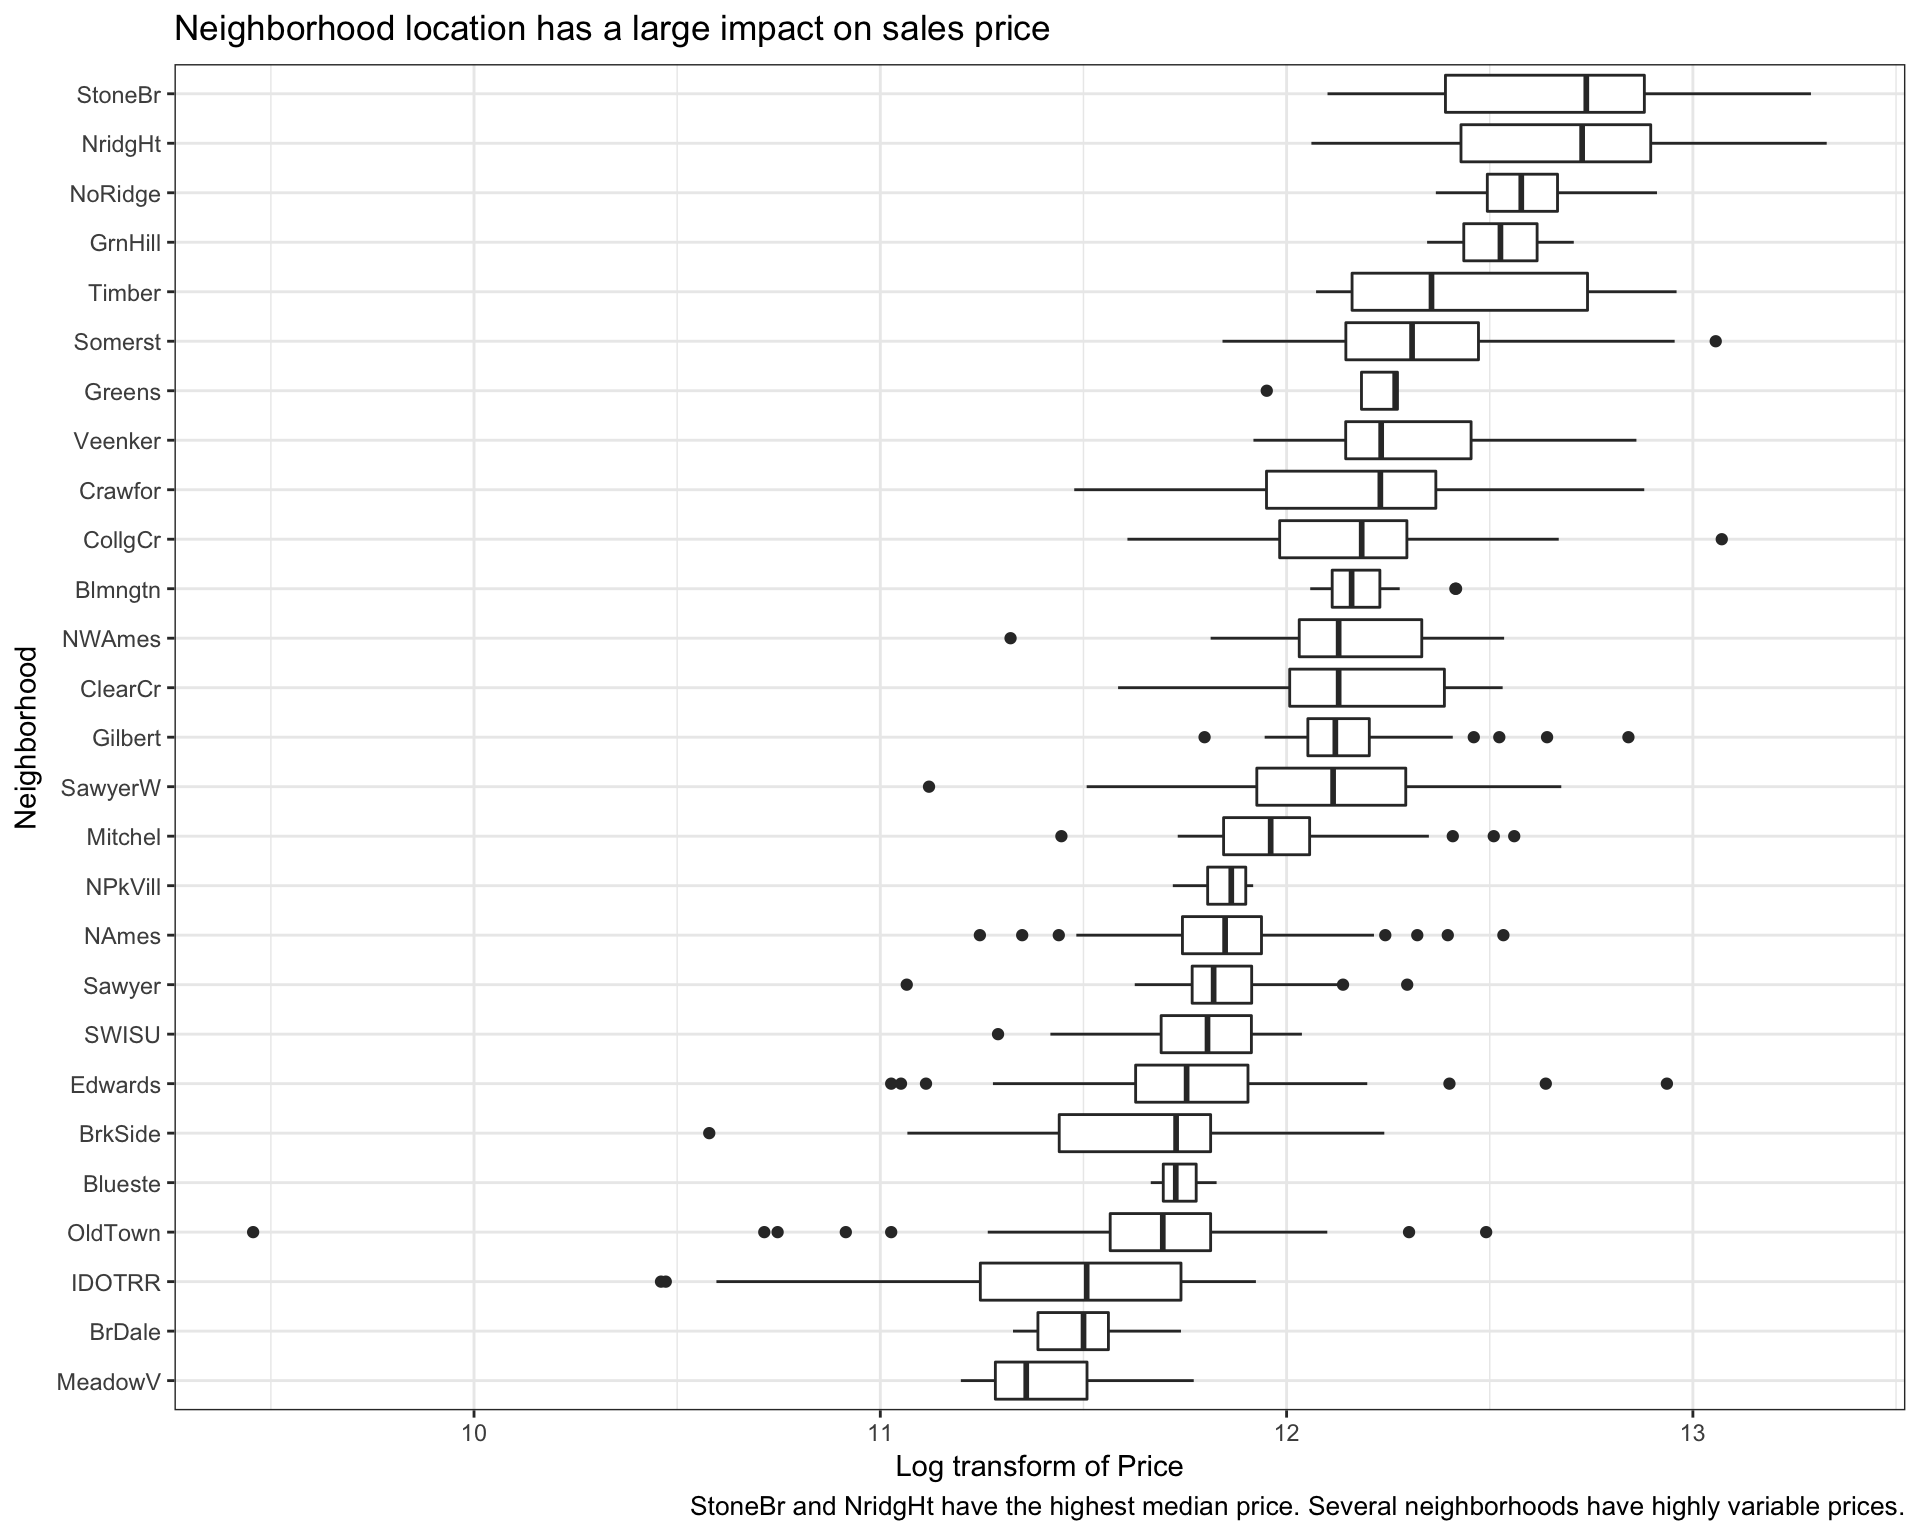 Neighborhood location has a large impact on sales price
StoneBr
NridgHt
NoRidge
GrnHill
Timber
Somerst
Greens
Veenker
Crawfor
CollgCr
Blmngtn
NWAmes
ClearCr
Gilbert
SawyerW
Mitchel
NPkVill
NAmes
Sawyer
SWISU
Edwards
BrkSide
Blueste
OldTown
IDOTRR
BrDale
MeadowV
Neighborhood
10 11 12 13
Log transform of Price
StoneBr and NridgHt have the highest median price. Several neighborhoods have highly variable prices.